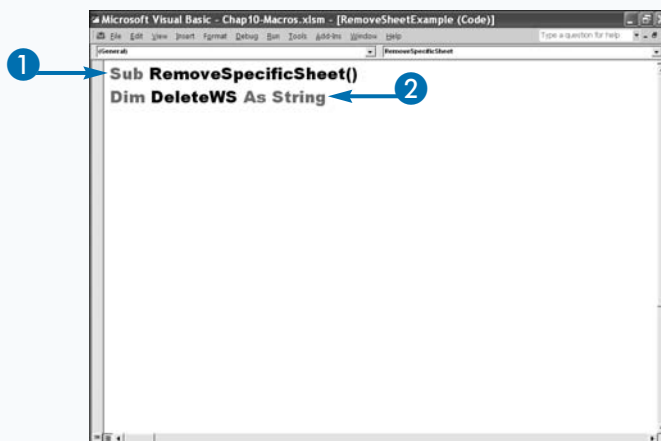 Microsoft Visual Basic - Chap10-Macros.xlsm - [RemoveSheetExample (Code)]
File Edit View Insert Format Debug Run Tools Add-Ins Window Help Type a question for help
(General) RemoveSpecificSheet
1 Sub RemoveSpecificSheet()
Dim DeleteWS As String 2